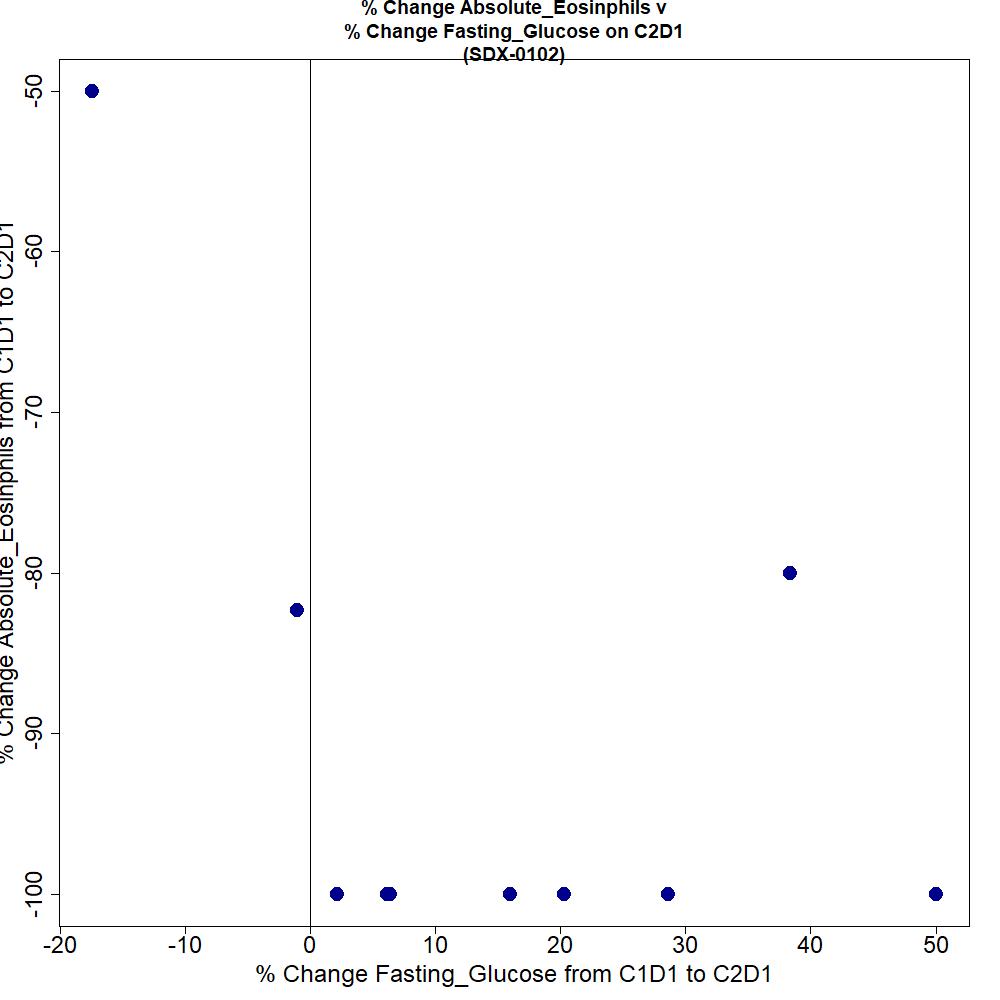 % Change Absolute_Eosinphils v
% Change Fasting_Glucose on C2D1
(SDX-0102)
% Change Absolute_Eosinphils from C1D1 to C2D1
-50
-60
-70
-80
-90
-100
-20 -10 0 10 20 30 40 50
% Change Fasting_Glucose from C1D1 to C2D1